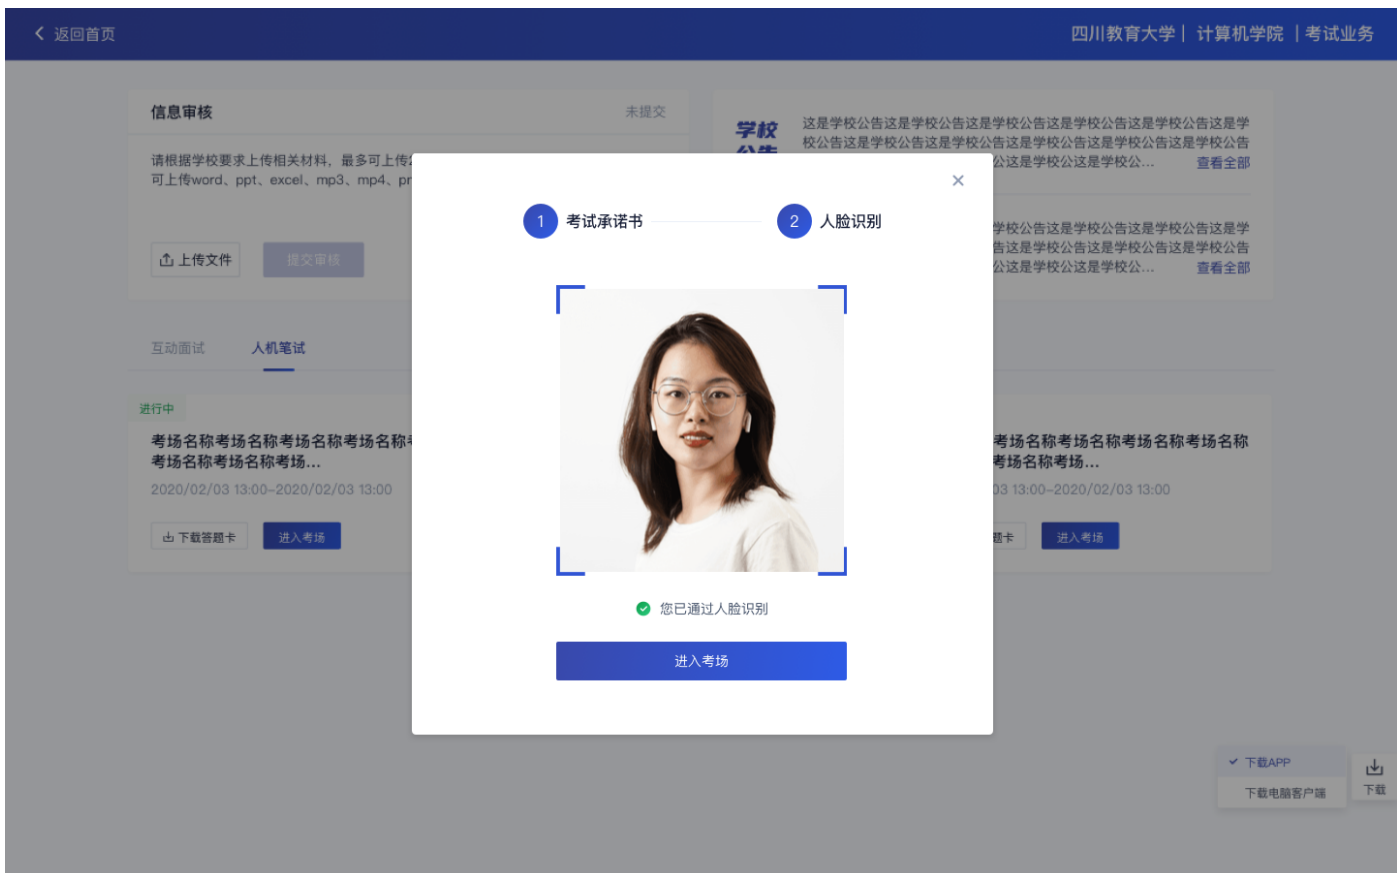 返回首页
四川教育大学| 计算机学院 |考试业务
信息审核
未提交
请根据学校要求上传相关材料，最多可上传
可上传word、ppt、excel、mp3、mp4、
上传文件
提交审核
学校
公告
这是学校公告这是学校公告这是学校公告这是学校公告这是学
校公告这是学校公告这是学校公告这是学校公告这是学校公告
公这是学校公这是学校公...
查看全部
学校公告这是学校公告这是学校公告这是学
告这是学校公告这是学校公告这是学校公告
公这是学校公这是学校公...
查看全部
1 考试承诺书
2 人脸识别
您已通过人脸识别
进入考场
互动面试
人机笔试
进行中
考场名称考场名称考场名称考场名称
考场名称考场名称考场...
2020/02/03 13:00–2020/02/03 13:00
下载答题卡
进入考场
考场名称考场名称考场名称考场名称
考场名称考场...
03 13:00–2020/02/03 13:00
题卡
进入考场
下载APP
下载电脑客户端
下载